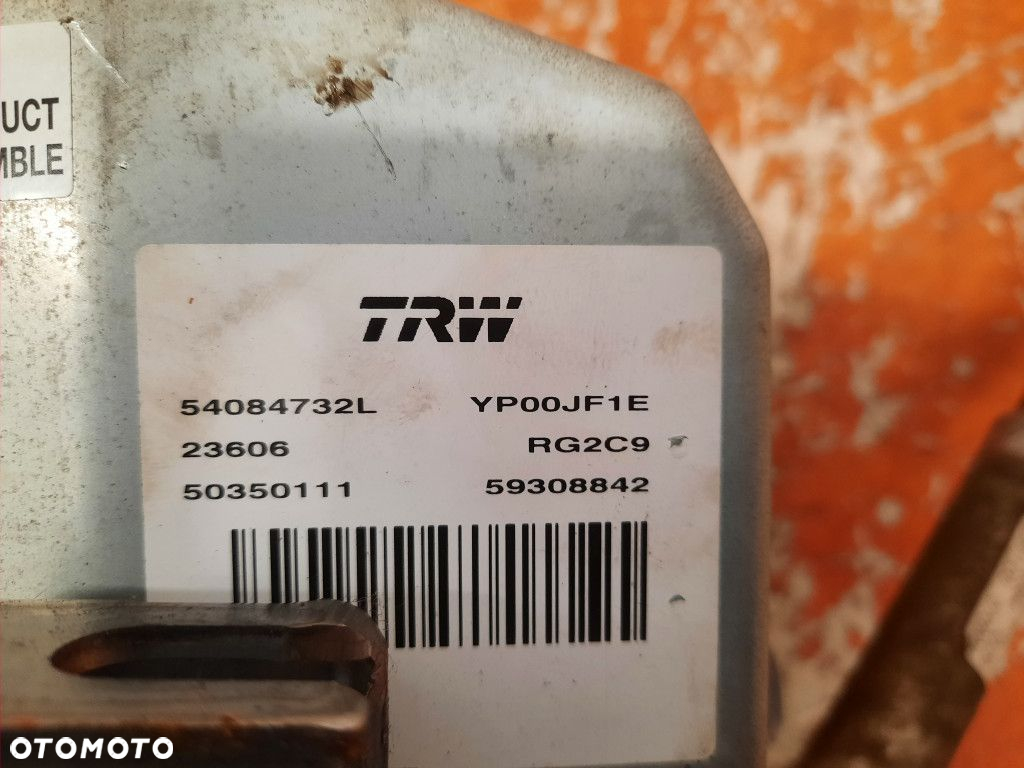 UCT
MBLE
TRW
54084732L YP00JF1E
23606 RG2C9
50350111 59308842
OTOMOTO